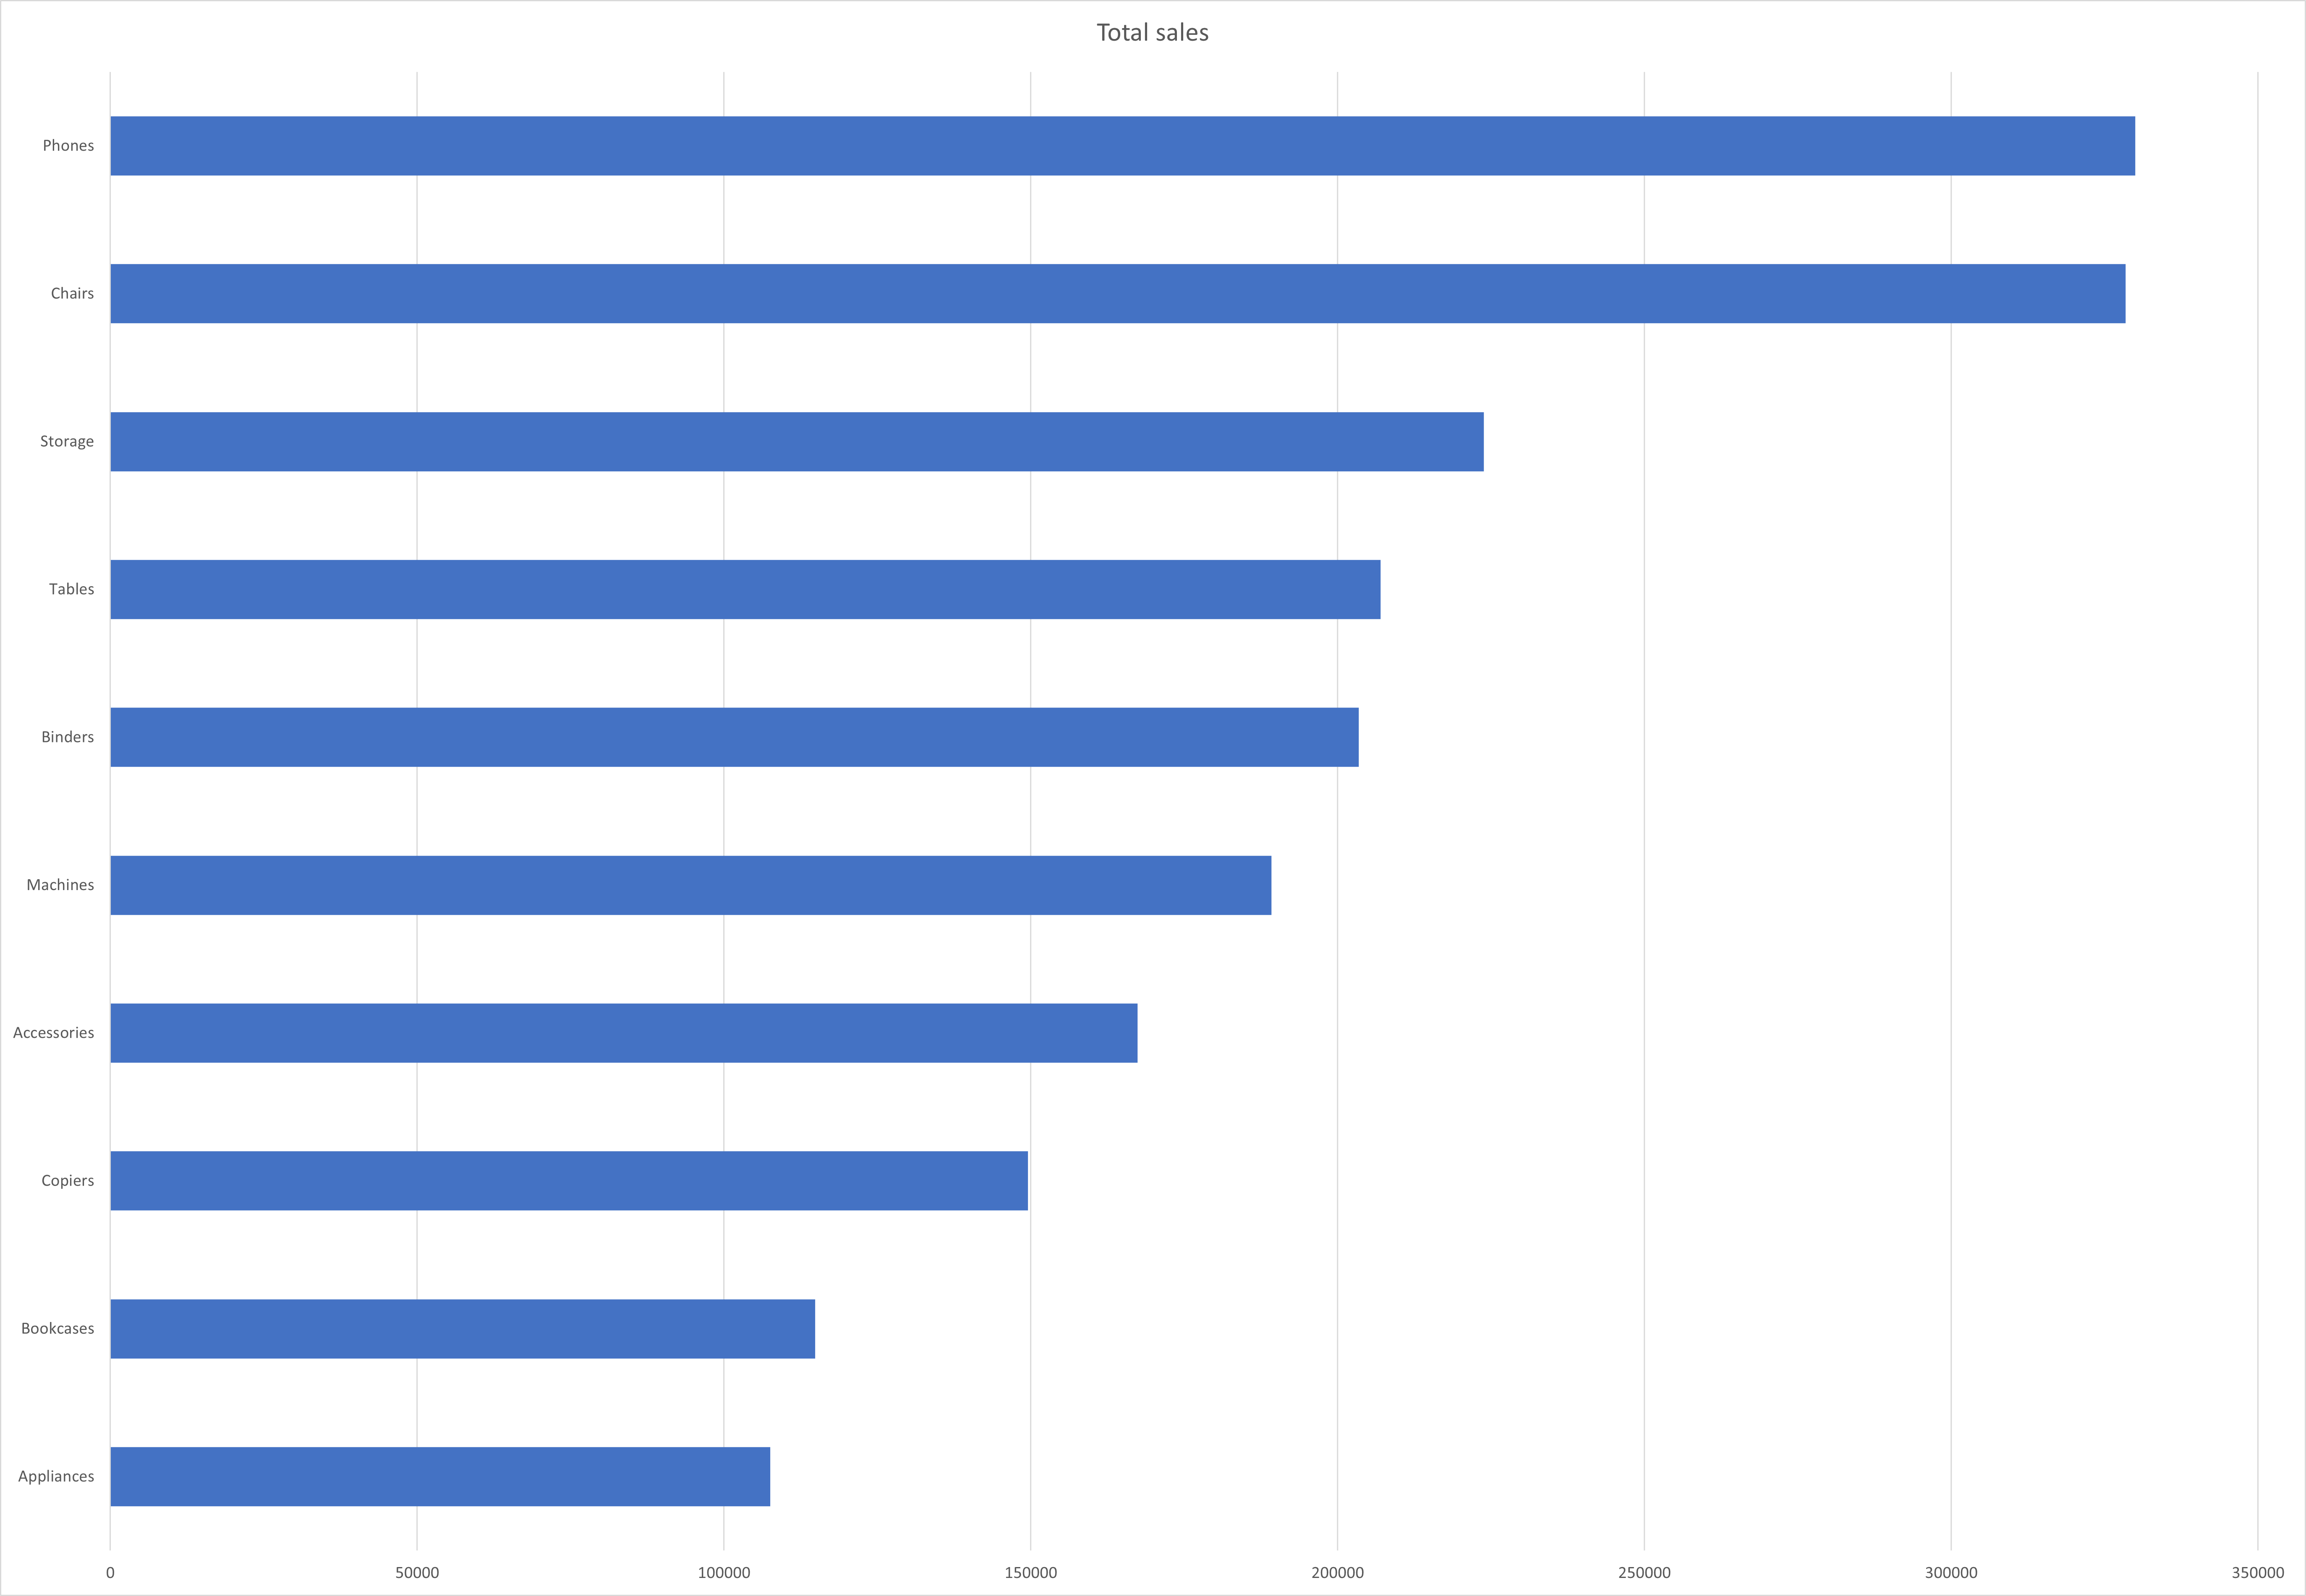 Total sales
Phones
Chairs
Storage
Tables
Binders
Machines
Accessories
Copiers
Bookcases
Appliances
0 50000 100000 150000 200000 250000 300000 350000